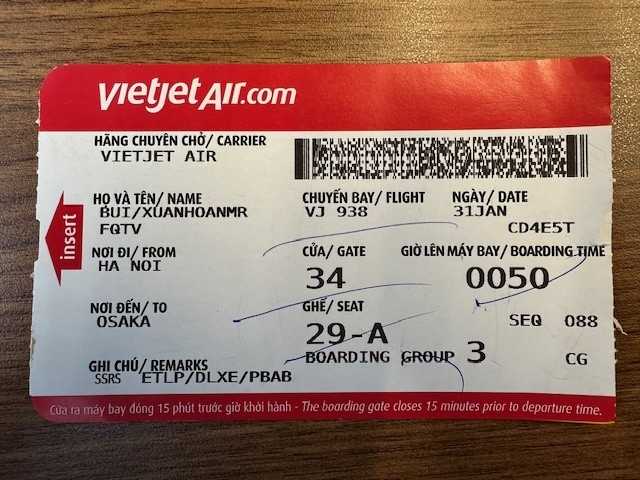 vietjetAir.com
HÃNG CHUYÊN CHỞ/ CARRIER
VIETJET AIR
HỌ VÀ TÊN/ NAME CHUYẾN BAY/ FLIGHT NGÀY/ DATE
BUI/XUANHOANMR VJ 938 31JAN
FQTV CD4E5T
NƠI ĐI/ FROM CỬA/ GATE GIỜ LÊN MÁY BAY/ BOARDING TIME
HA NOI 34 0050
NƠI ĐẾN/ TO GHẾ/ SEAT
OSAKA 29-A SEQ 088
BOARDING GROUP 3 CG
GHI CHÚ/ REMARKS
SSRS ETLP/DLXE/PBAB
insert
Cửa ra máy bay đóng 15 phút trước giờ khởi hành - The boarding gate closes 15 minutes prior to departure time.